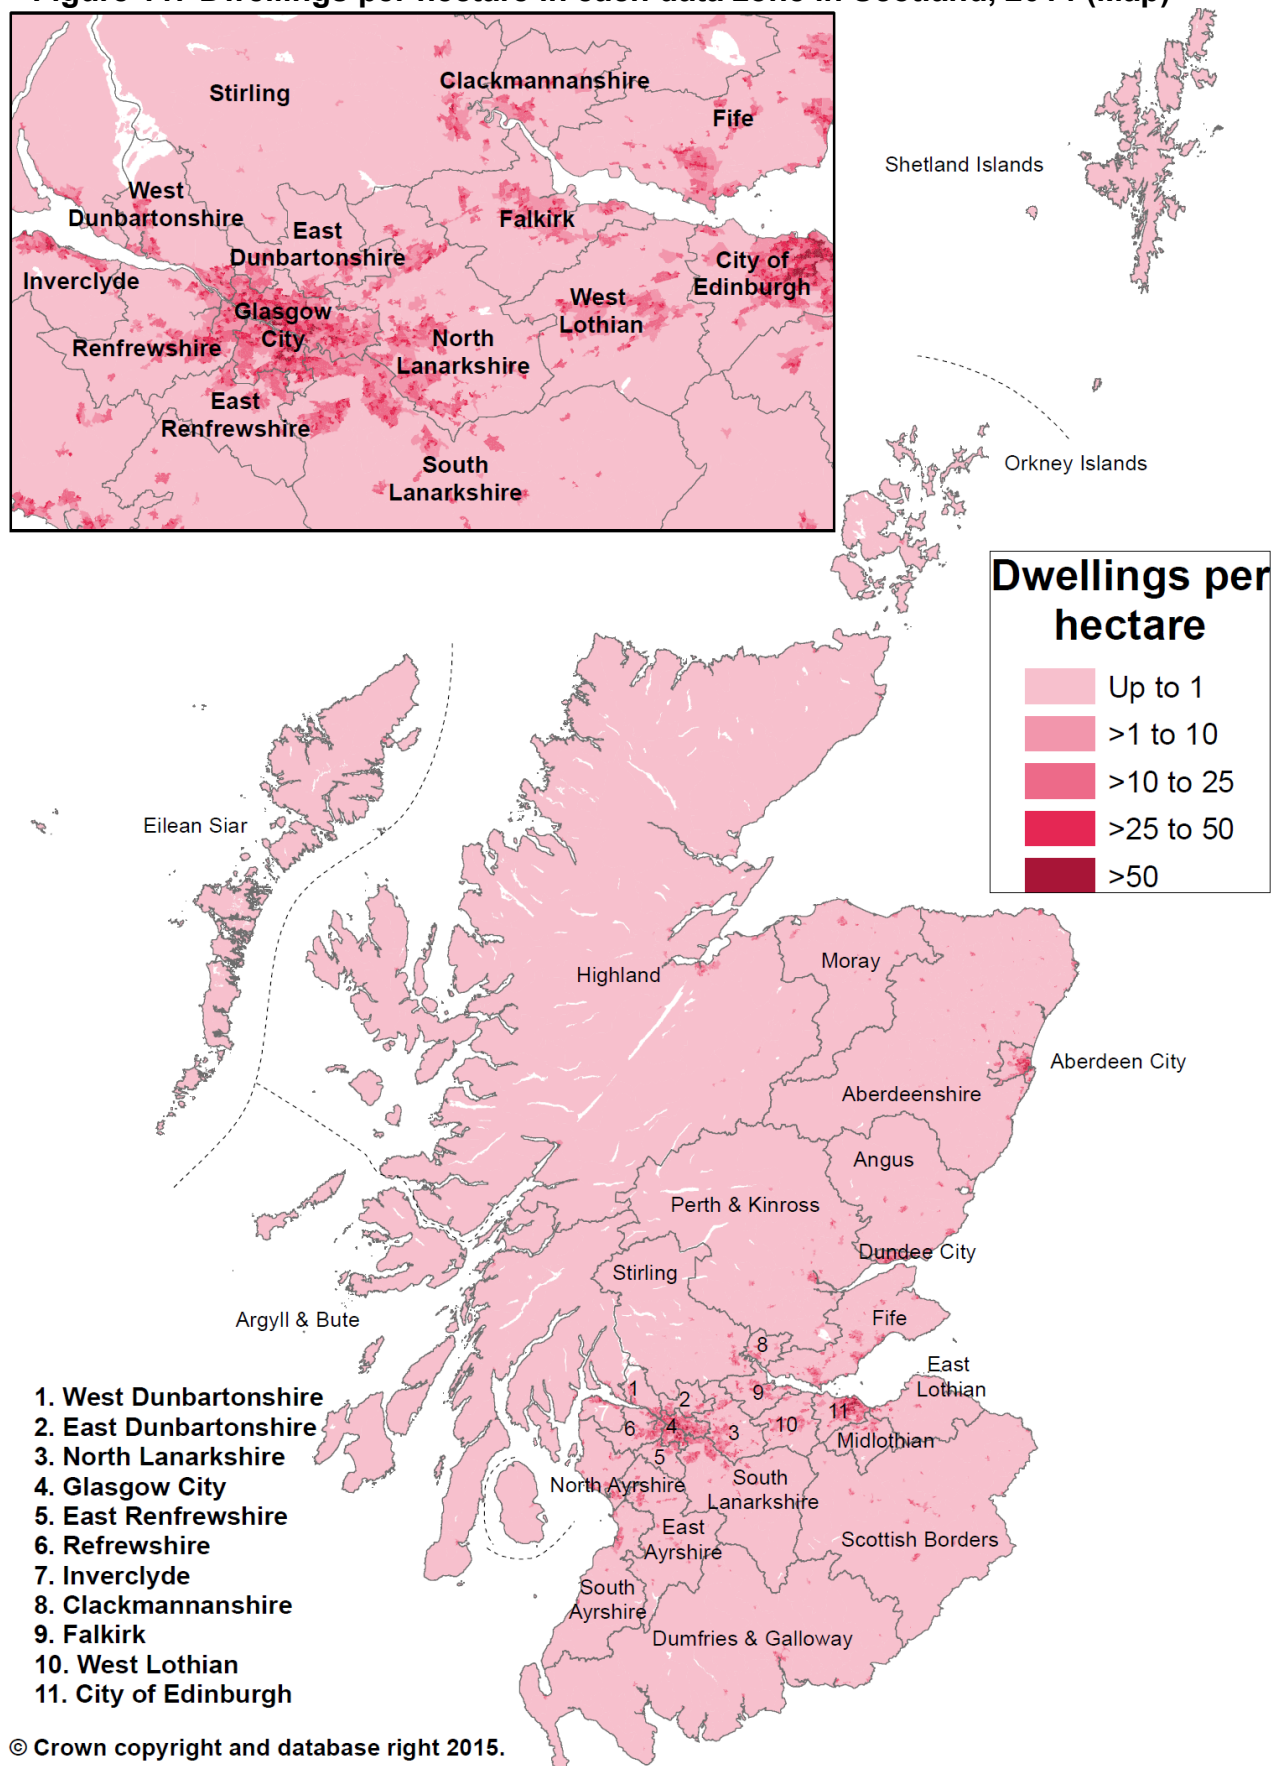 Stirling
Clackmannanshire
Fife
West
Dunbartonshire
East
Dunbartonshire
Falkirk
City of
Edinburgh
Inverclyde
Glasgow
City
West
Lothian
Renfrewshire
North
Lanarkshire
East
Renfrewshire
South
Lanarkshire
Shetland Islands
Orkney Islands
Dwellings per
hectare
Up to 1
>1 to 10
>10 to 25
>25 to 50
>50
Eilean Siar
Highland
Moray
Aberdeen City
Aberdeenshire
Angus
Perth & Kinross
Dundee City
Stirling
Fife
Argyll & Bute
8
East
Lothian
1
2
9
7
6
4
3
10
11
Midlothian
5
North Ayrshire
South
Lanarkshire
East
Ayrshire
Scottish Borders
South
Ayrshire
Dumfries & Galloway
1. West Dunbartonshire
2. East Dunbartonshire
3. North Lanarkshire
4. Glasgow City
5. East Renfrewshire
6. Refrewshire
7. Inverclyde
8. Clackmannanshire
9. Falkirk
10. West Lothian
11. City of Edinburgh
© Crown copyright and database right 2015.